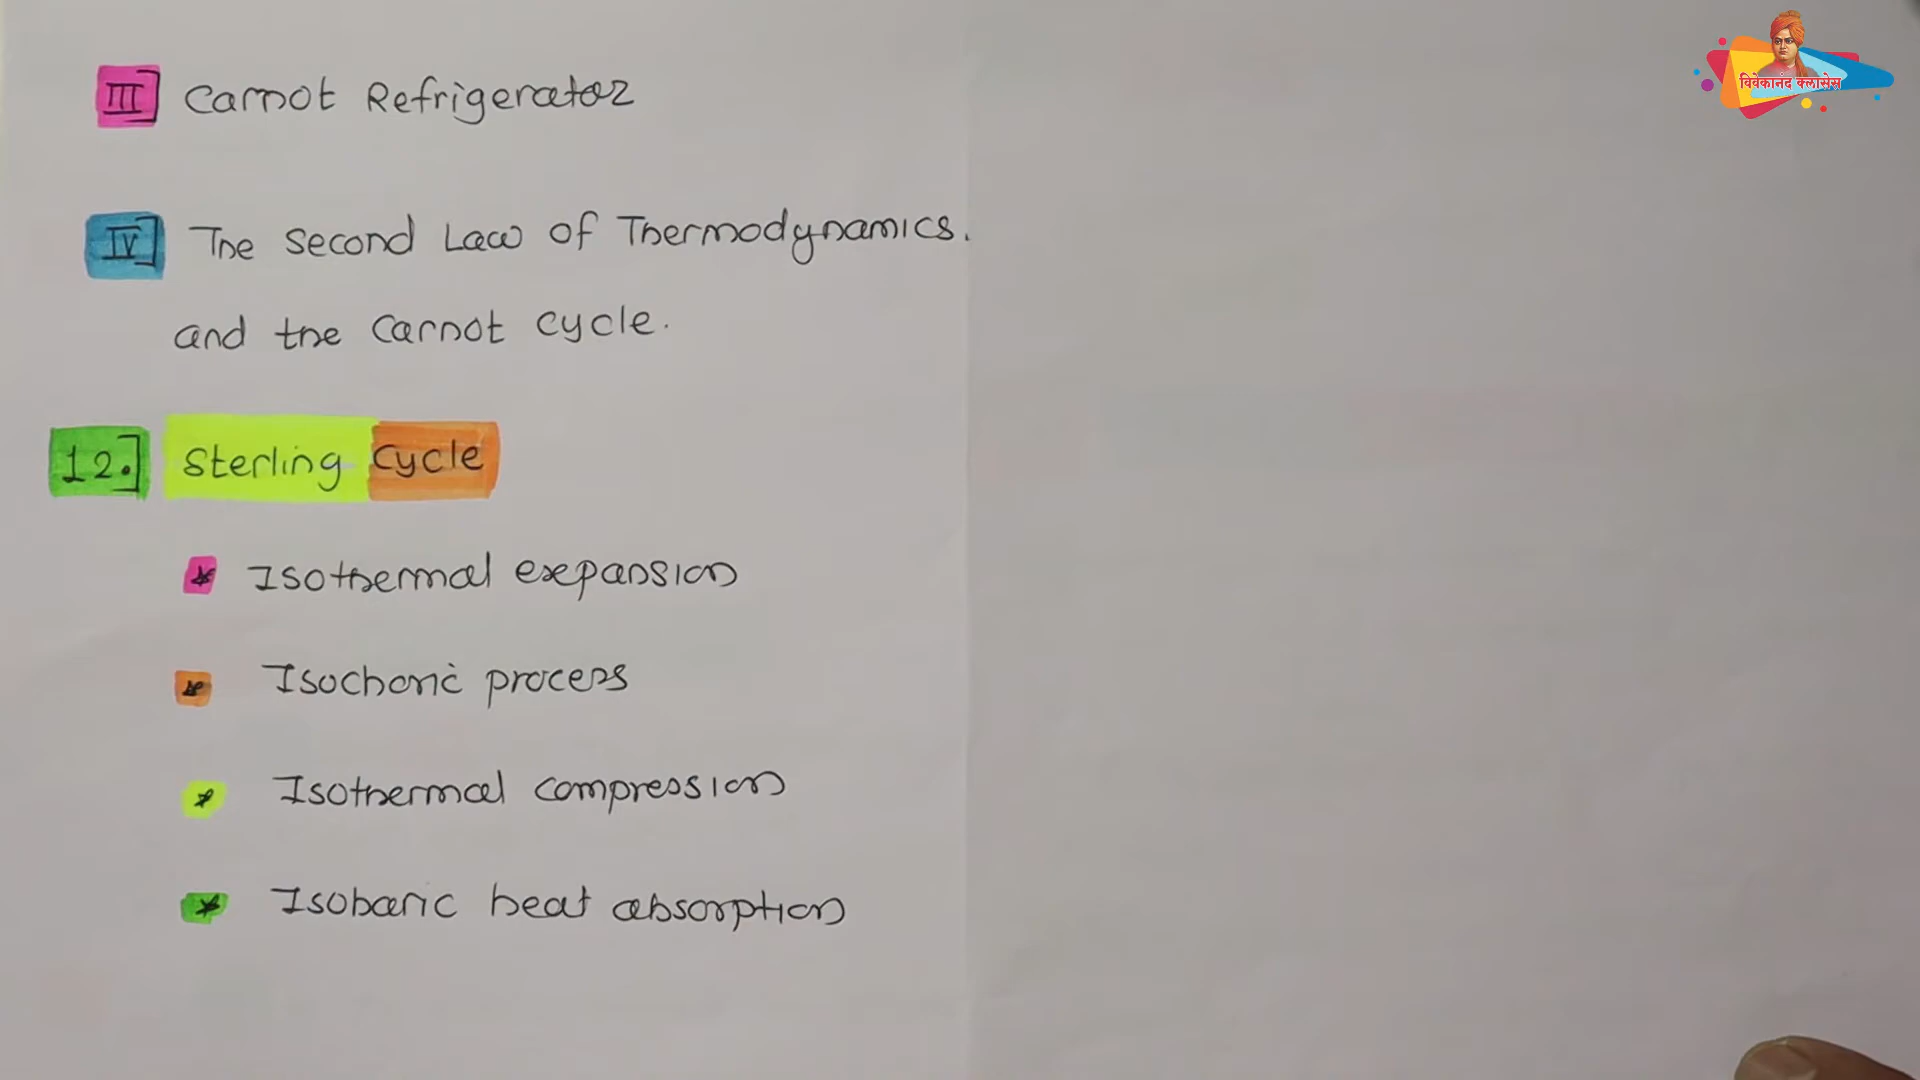 विवेकानंद क्लासेस
III] Carnot Refrigerator
IV] The Second Law of Thermodynamics.
and the Carnot cycle.
12.] Sterling Cycle
* Isothermal expansion
* Isochoric process
* Isothermal compression
* Isobaric heat absorption